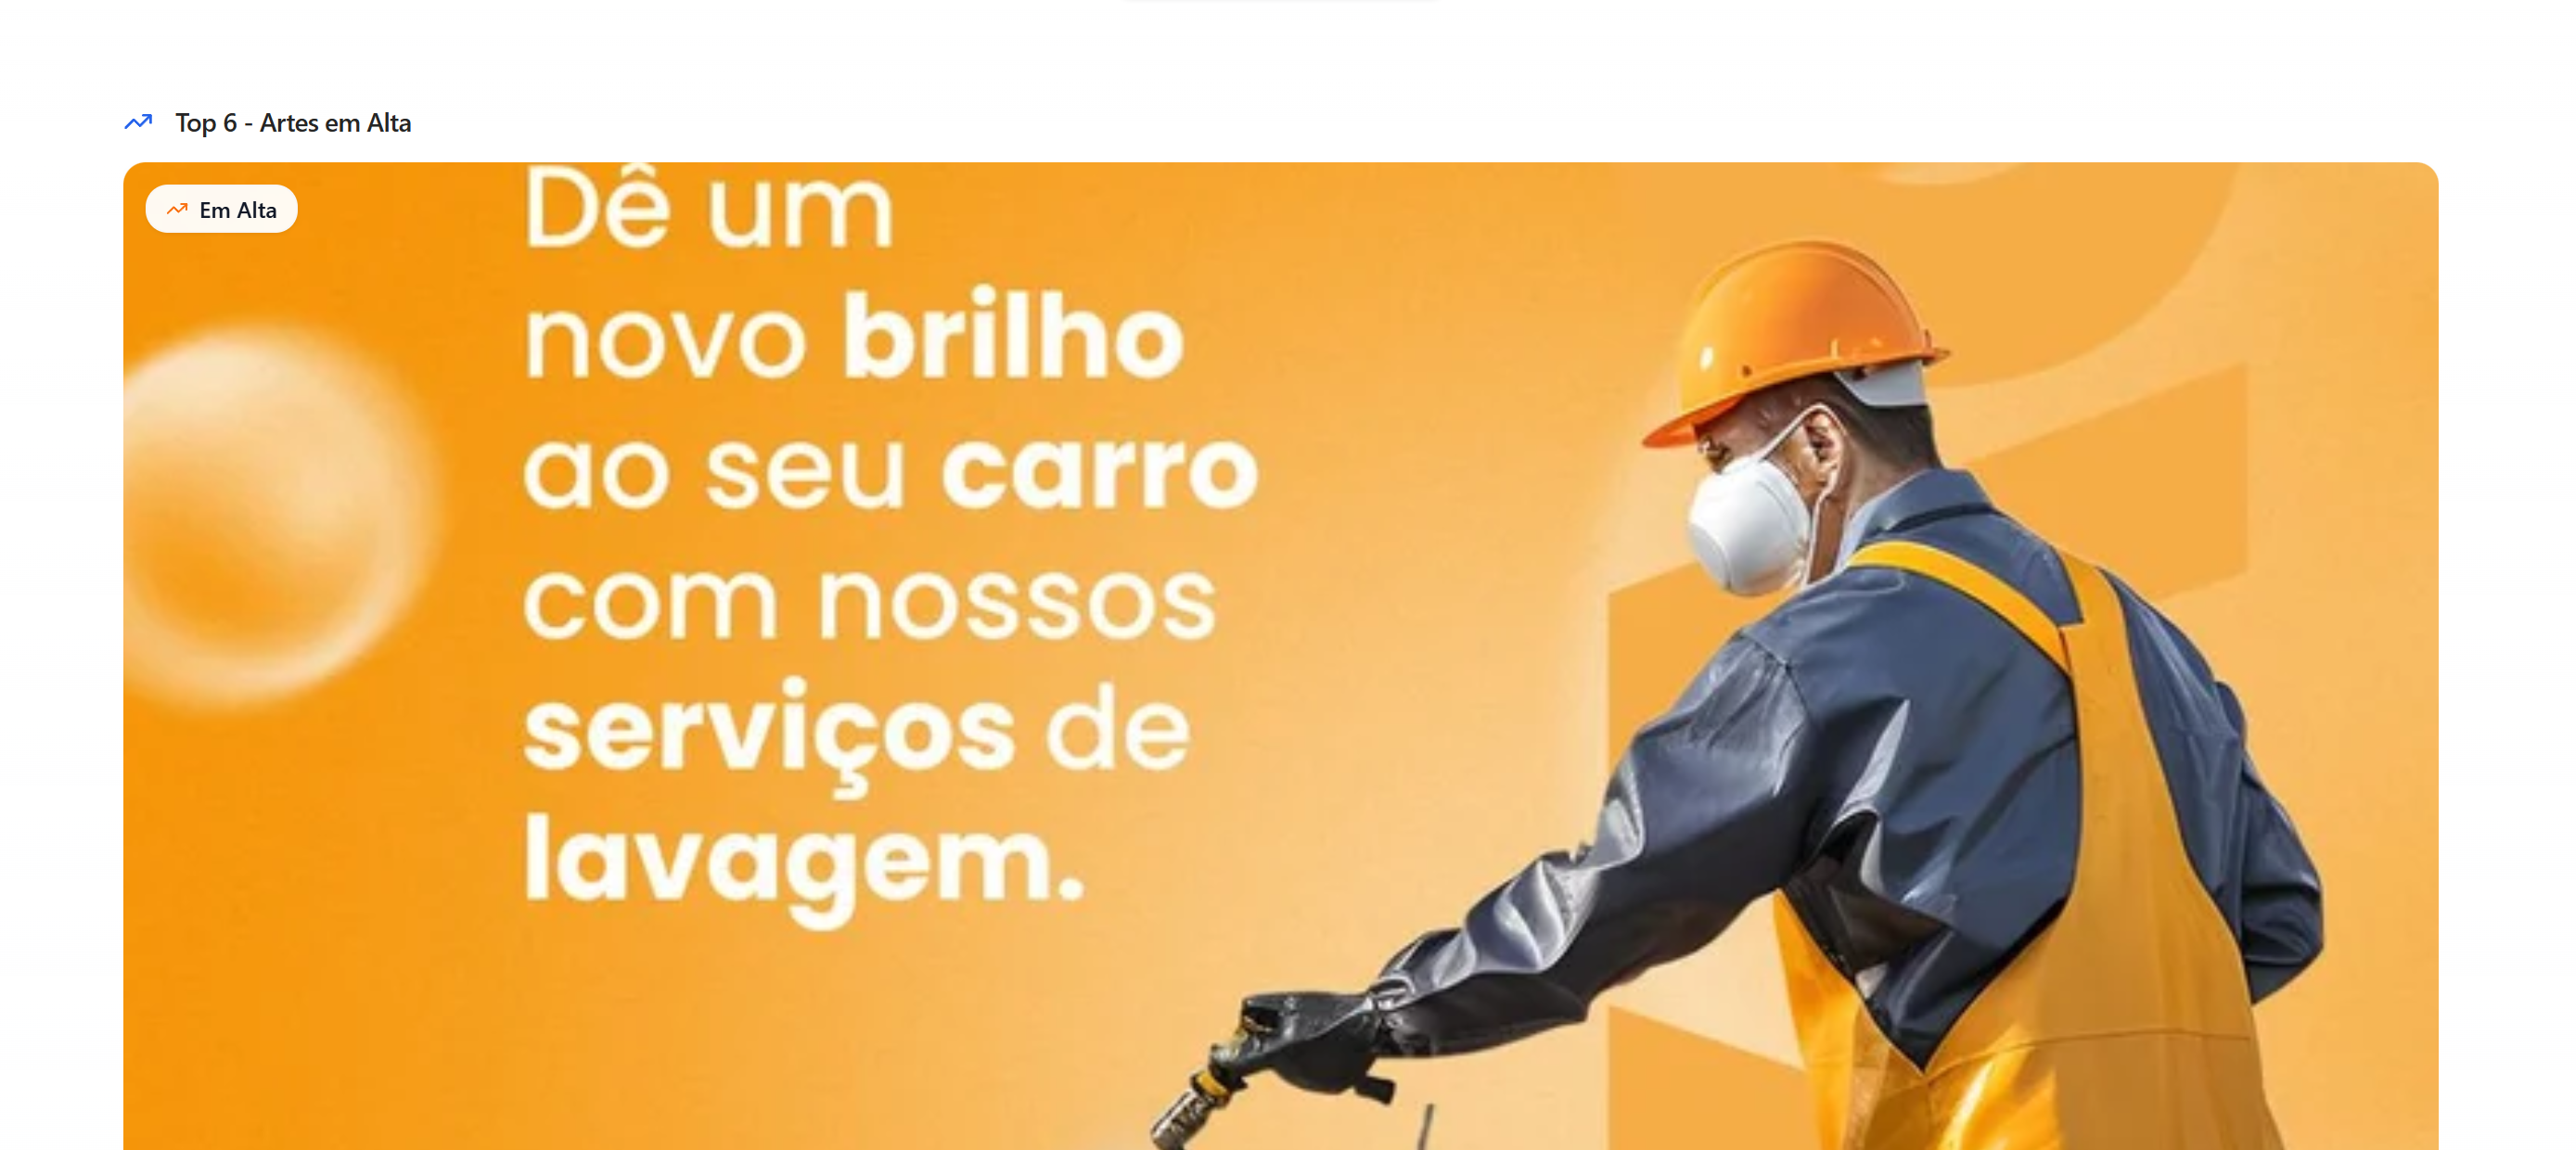 Top 6 - Artes em Alta
Em Alta
Dê um
novo brilho
ao seu carro
com nossos
serviços de
lavagem.